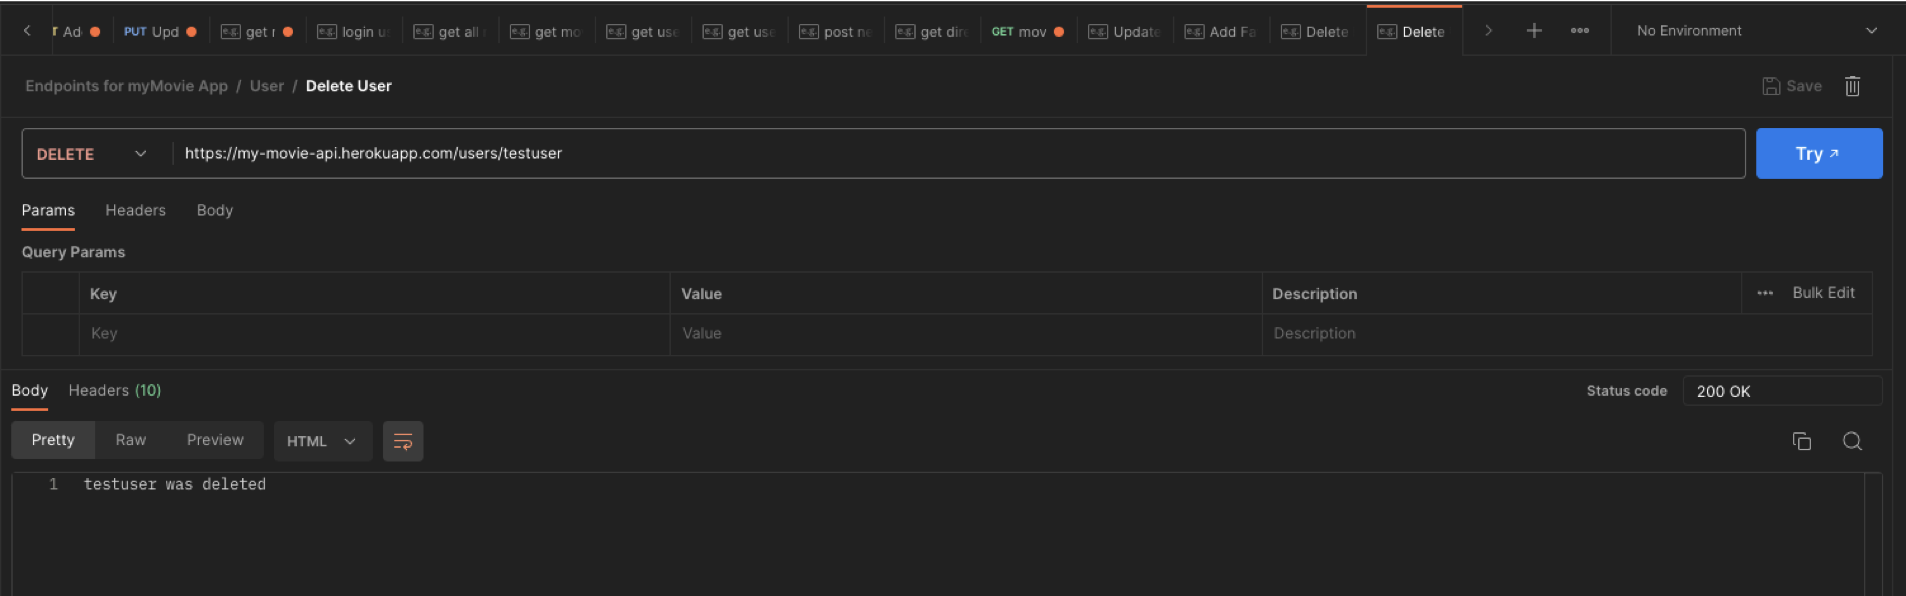 Ad PUT Upd e.g. get r e.g. login u e.g. get all e.g. get mo e.g. get use e.g. get use e.g. post ne e.g. get dir GET mov e.g. Update e.g. Add Fa e.g. Delete e.g. Delete No Environment
Endpoints for myMovie App / User / Delete User Save
DELETE https://my-movie-api.herokuapp.com/users/testuser Try
Params Headers Body
Query Params
Key Value Description Bulk Edit
Key Value Description
Body Headers (10) Status code 200 OK
Pretty Raw Preview HTML
1 testuser was deleted